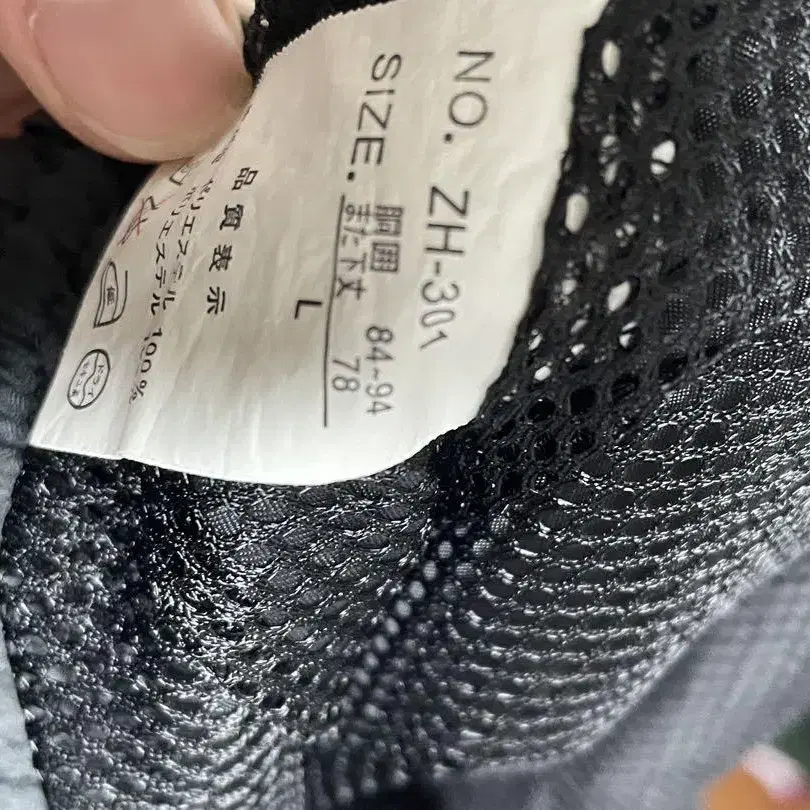 NO. ZH-301
SIZE.
胴囲 84-94
また下丈 78
L
品質表示
ポリエステル
ポリエステル 100%